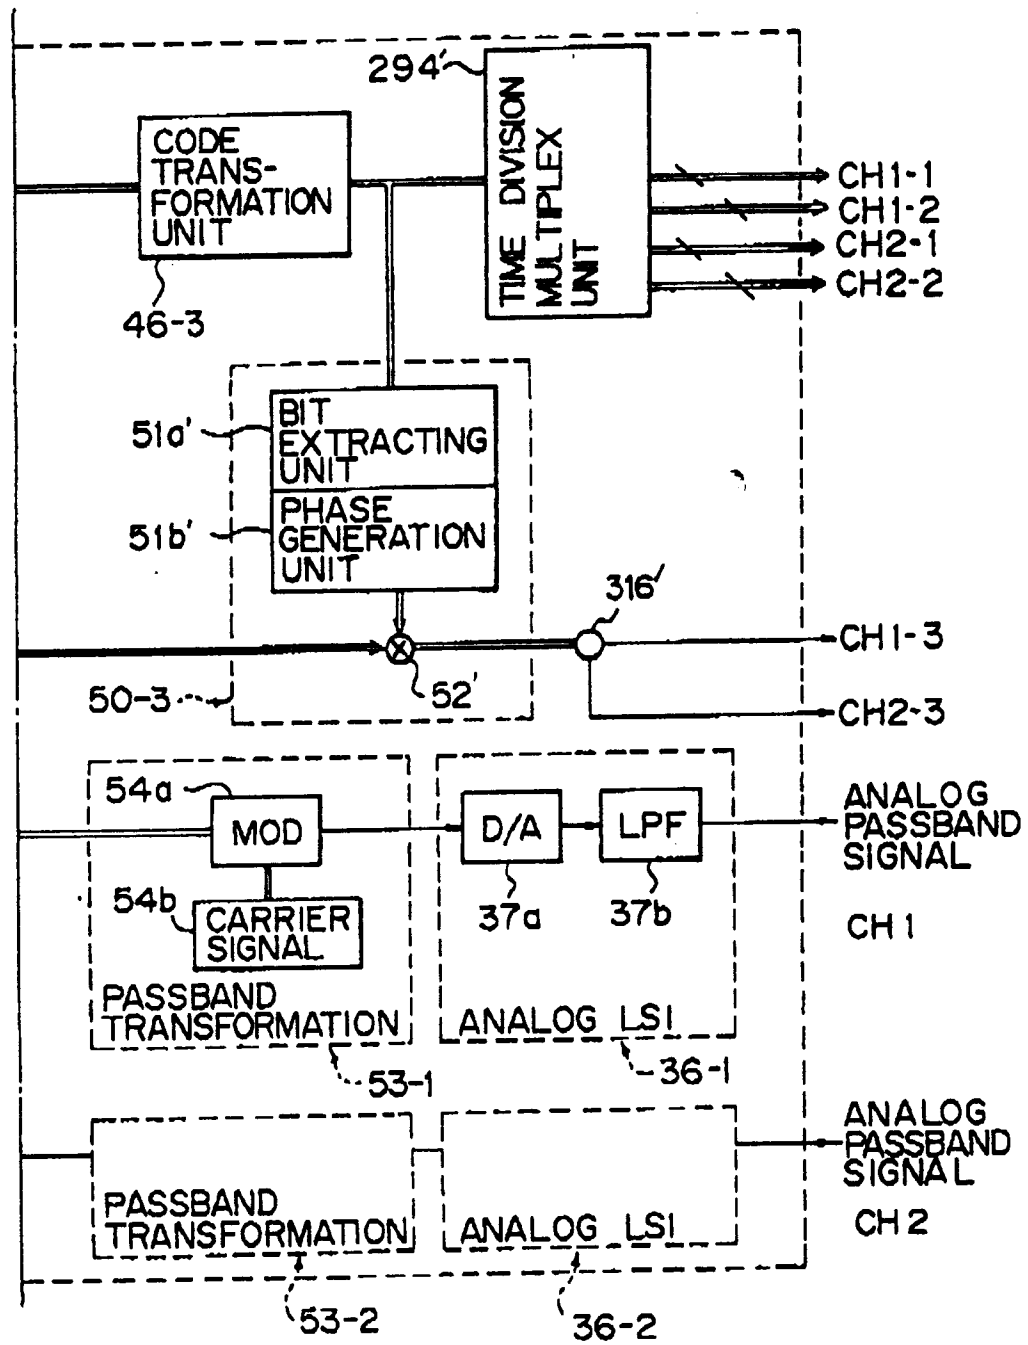 294'
CODE
TRANS-
FORMATION
UNIT
46-3
TIME DIVISION
MULTIPLEX
UNIT
CH1-1
CH1-2
CH2-1
CH2-2
51a'
BIT
EXTRACTING
UNIT
51b'
PHASE
GENERATION
UNIT
316'
CH1-3
50-3
52'
CH2-3
54a
MOD
D/A
LPF
ANALOG
PASSBAND
SIGNAL
54b
CARRIER
SIGNAL
37a
37b
CH1
PASSBAND
TRANSFORMATION
ANALOG LSI
53-1
36-1
ANALOG
PASSBAND
SIGNAL
PASSBAND
TRANSFORMATION
ANALOG LSI
CH2
53-2
36-2